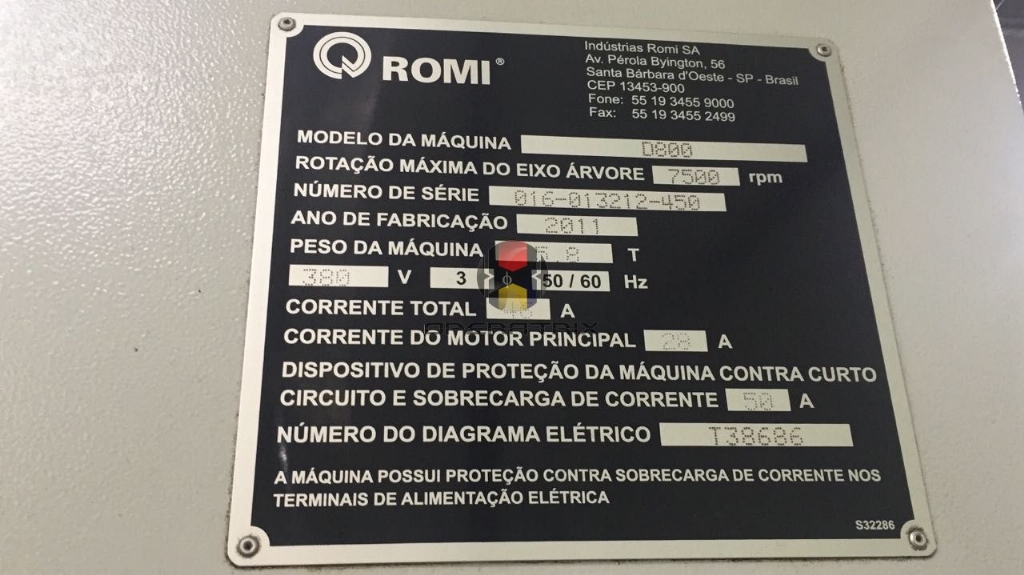 ROMI®
Indústrias Romi SA
Av. Pérola Byington, 56
Santa Bárbara d'Oeste - SP - Brasil
CEP 13453-900
Fone: 55 19 3455 9000
Fax: 55 19 3455 2499
MODELO DA MÁQUINA D800
ROTAÇÃO MÁXIMA DO EIXO ÁRVORE 7500 rpm
NÚMERO DE SÉRIE 016-013212-450
ANO DE FABRICAÇÃO 2011
PESO DA MÁQUINA 5.8 T
380 V 3 ϕ 50 / 60 Hz
CORRENTE TOTAL A
OPERATRIX
CORRENTE DO MOTOR PRINCIPAL 28 A
DISPOSITIVO DE PROTEÇÃO DA MÁQUINA CONTRA CURTO
CIRCUITO E SOBRECARGA DE CORRENTE 50 A
NÚMERO DO DIAGRAMA ELÉTRICO T38686
A MÁQUINA POSSUI PROTEÇÃO CONTRA SOBRECARGA DE CORRENTE NOS
TERMINAIS DE ALIMENTAÇÃO ELÉTRICA
S32286